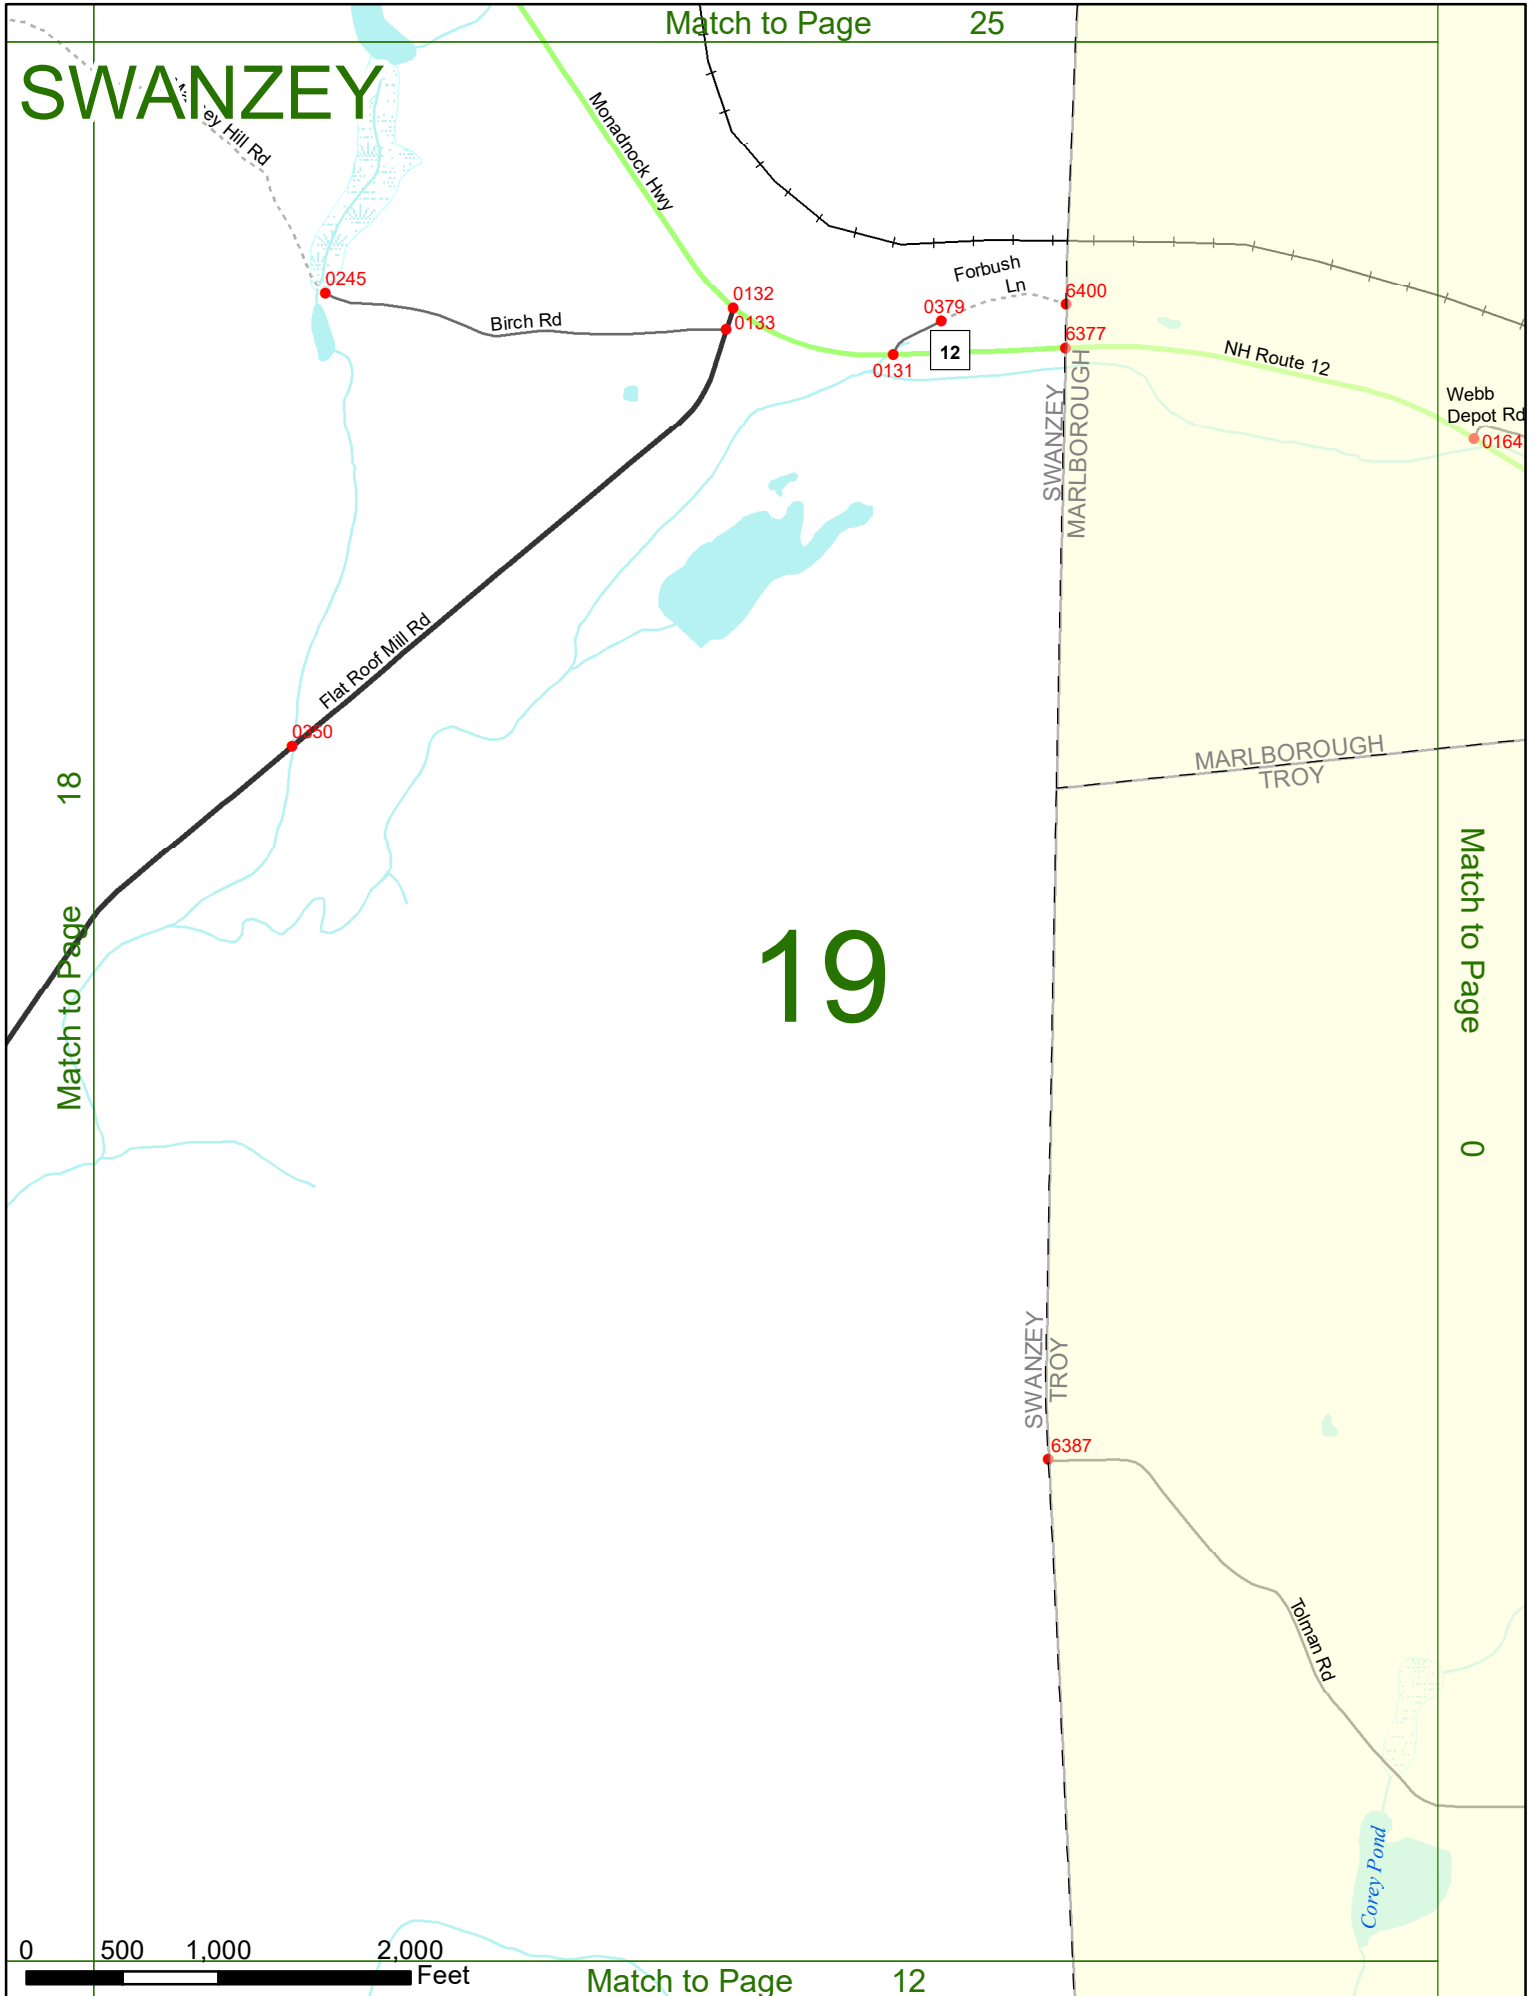 Match to Page 25
SWANZEY
Hill Rd
Monadnock Hwy
0245
Birch Rd
0132
0133
Forbush
Ln
0379
6400
12
6377
0131
NH Route 12
Webb
Depot Rd
0164
SWANZEY
MARLBOROUGH
Flat Roof Mill Rd
0350
MARLBOROUGH
TROY
Match to Page 18
19
Match to Page 0
SWANZEY
TROY
6387
Tolman Rd
Corey Pond
0 500 1,000 2,000
Feet
Match to Page 12